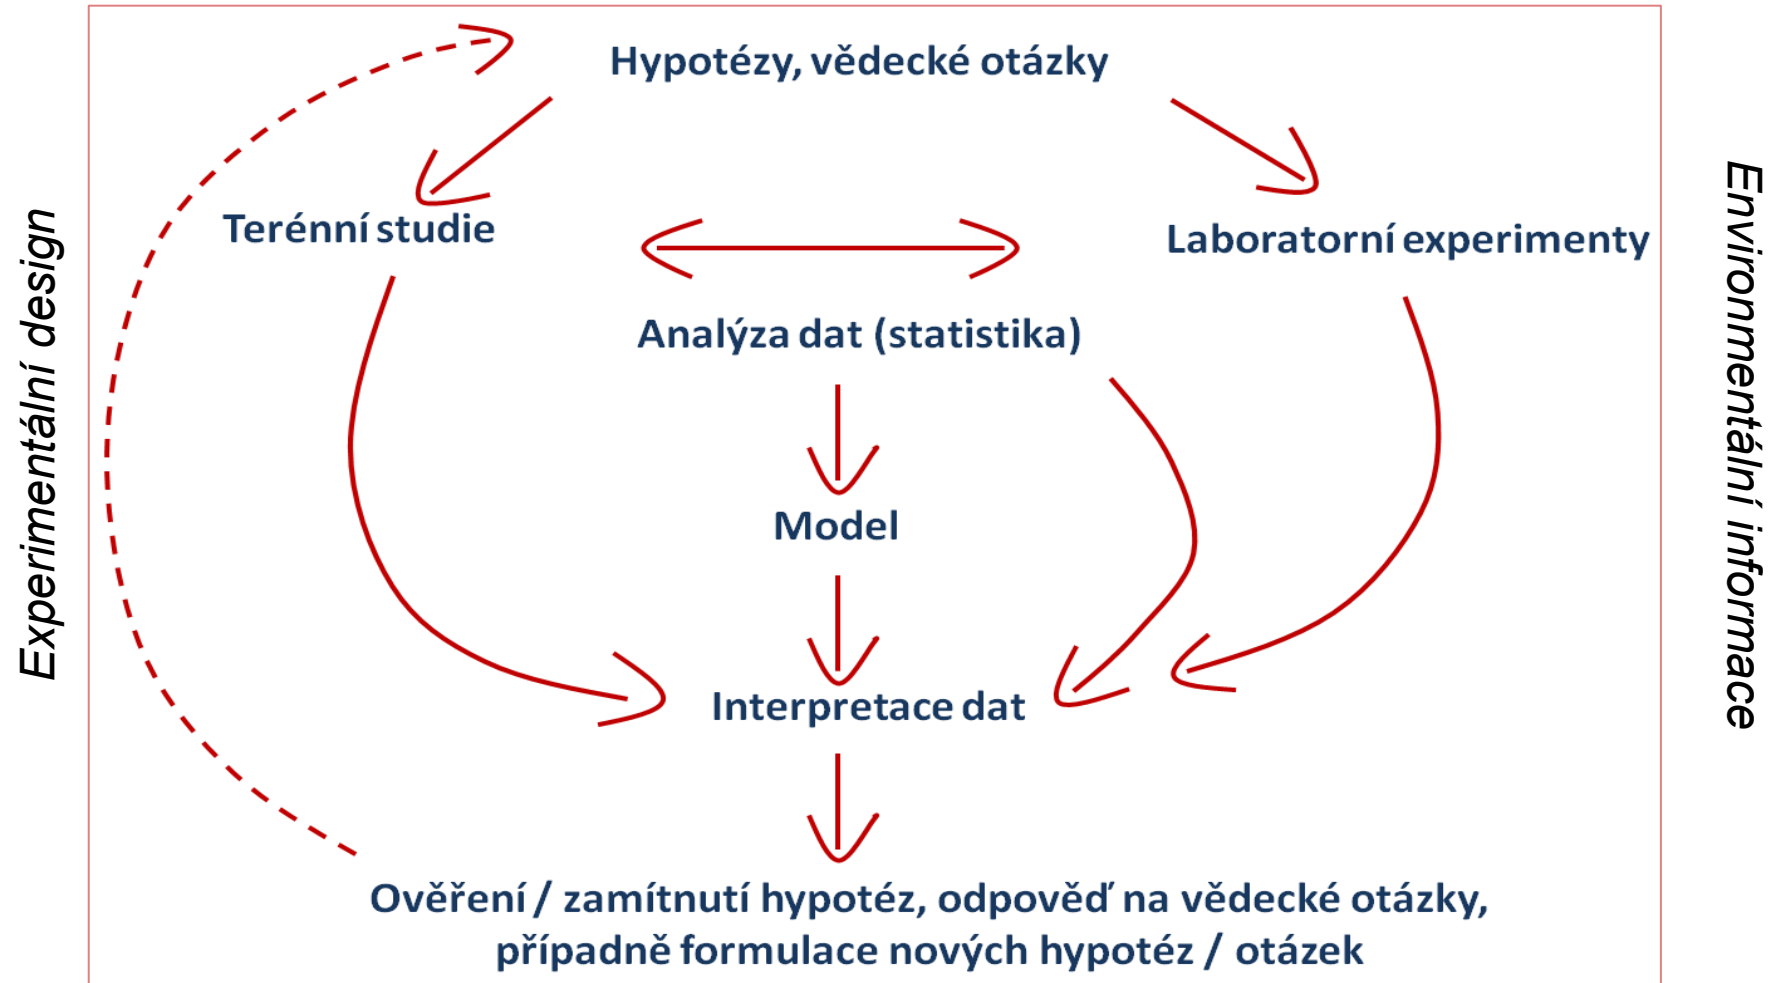 Hypotézy, vědecké otázky
Terénní studie
Laboratorní experimenty
Analýza dat (statistika)
Model
Interpretace dat
Ověření / zamítnutí hypotéz, odpověď na vědecké otázky,
případně formulace nových hypotéz / otázek
Experimentální design
Environmentální informace